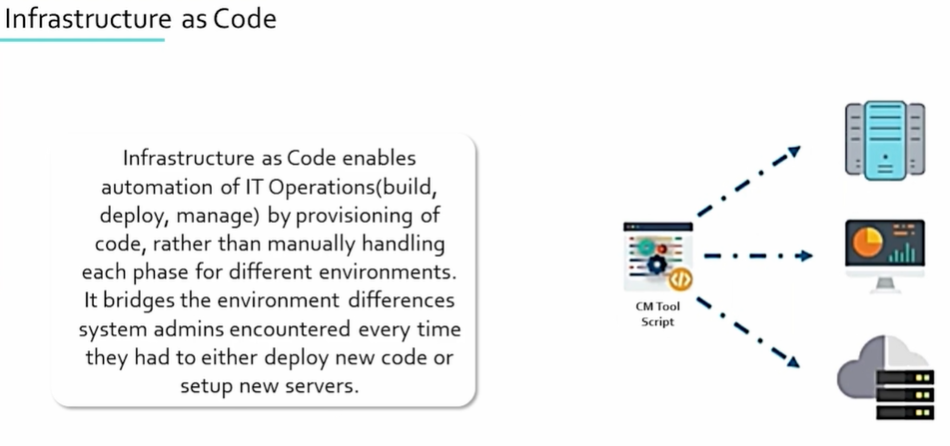 Infrastructure as Code
Infrastructure as Code enables
automation of IT Operations(build,
deploy, manage) by provisioning of
code, rather than manually handling
each phase for different environments.
It bridges the environment differences
system admins encountered every time
they had to either deploy new code or
setup new servers.
</>
CM Tool
Script